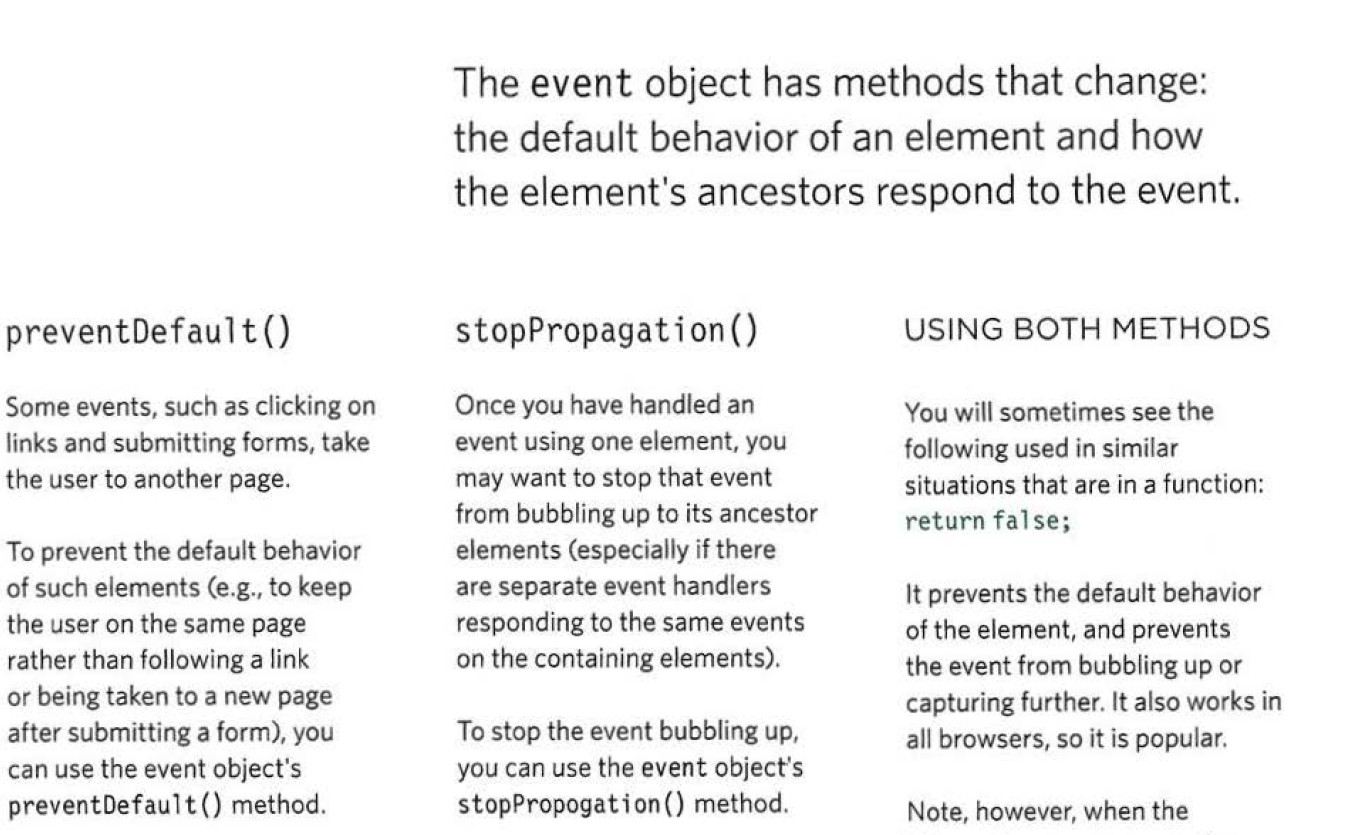 The event object has methods that change:
the default behavior of an element and how
the element's ancestors respond to the event.
preventDefault()
Some events, such as clicking on
links and submitting forms, take
the user to another page.
To prevent the default behavior
of such elements (e.g., to keep
the user on the same page
rather than following a link
or being taken to a new page
after submitting a form), you
can use the event object's
preventDefault() method.
stopPropagation()
Once you have handled an
event using one element, you
may want to stop that event
from bubbling up to its ancestor
elements (especially if there
are separate event handlers
responding to the same events
on the containing elements).
To stop the event bubbling up,
you can use the event object's
stopPropogation() method.
USING BOTH METHODS
You will sometimes see the
following used in similar
situations that are in a function:
return false;
It prevents the default behavior
of the element, and prevents
the event from bubbling up or
capturing further. It also works in
all browsers, so it is popular.
Note, however, when the